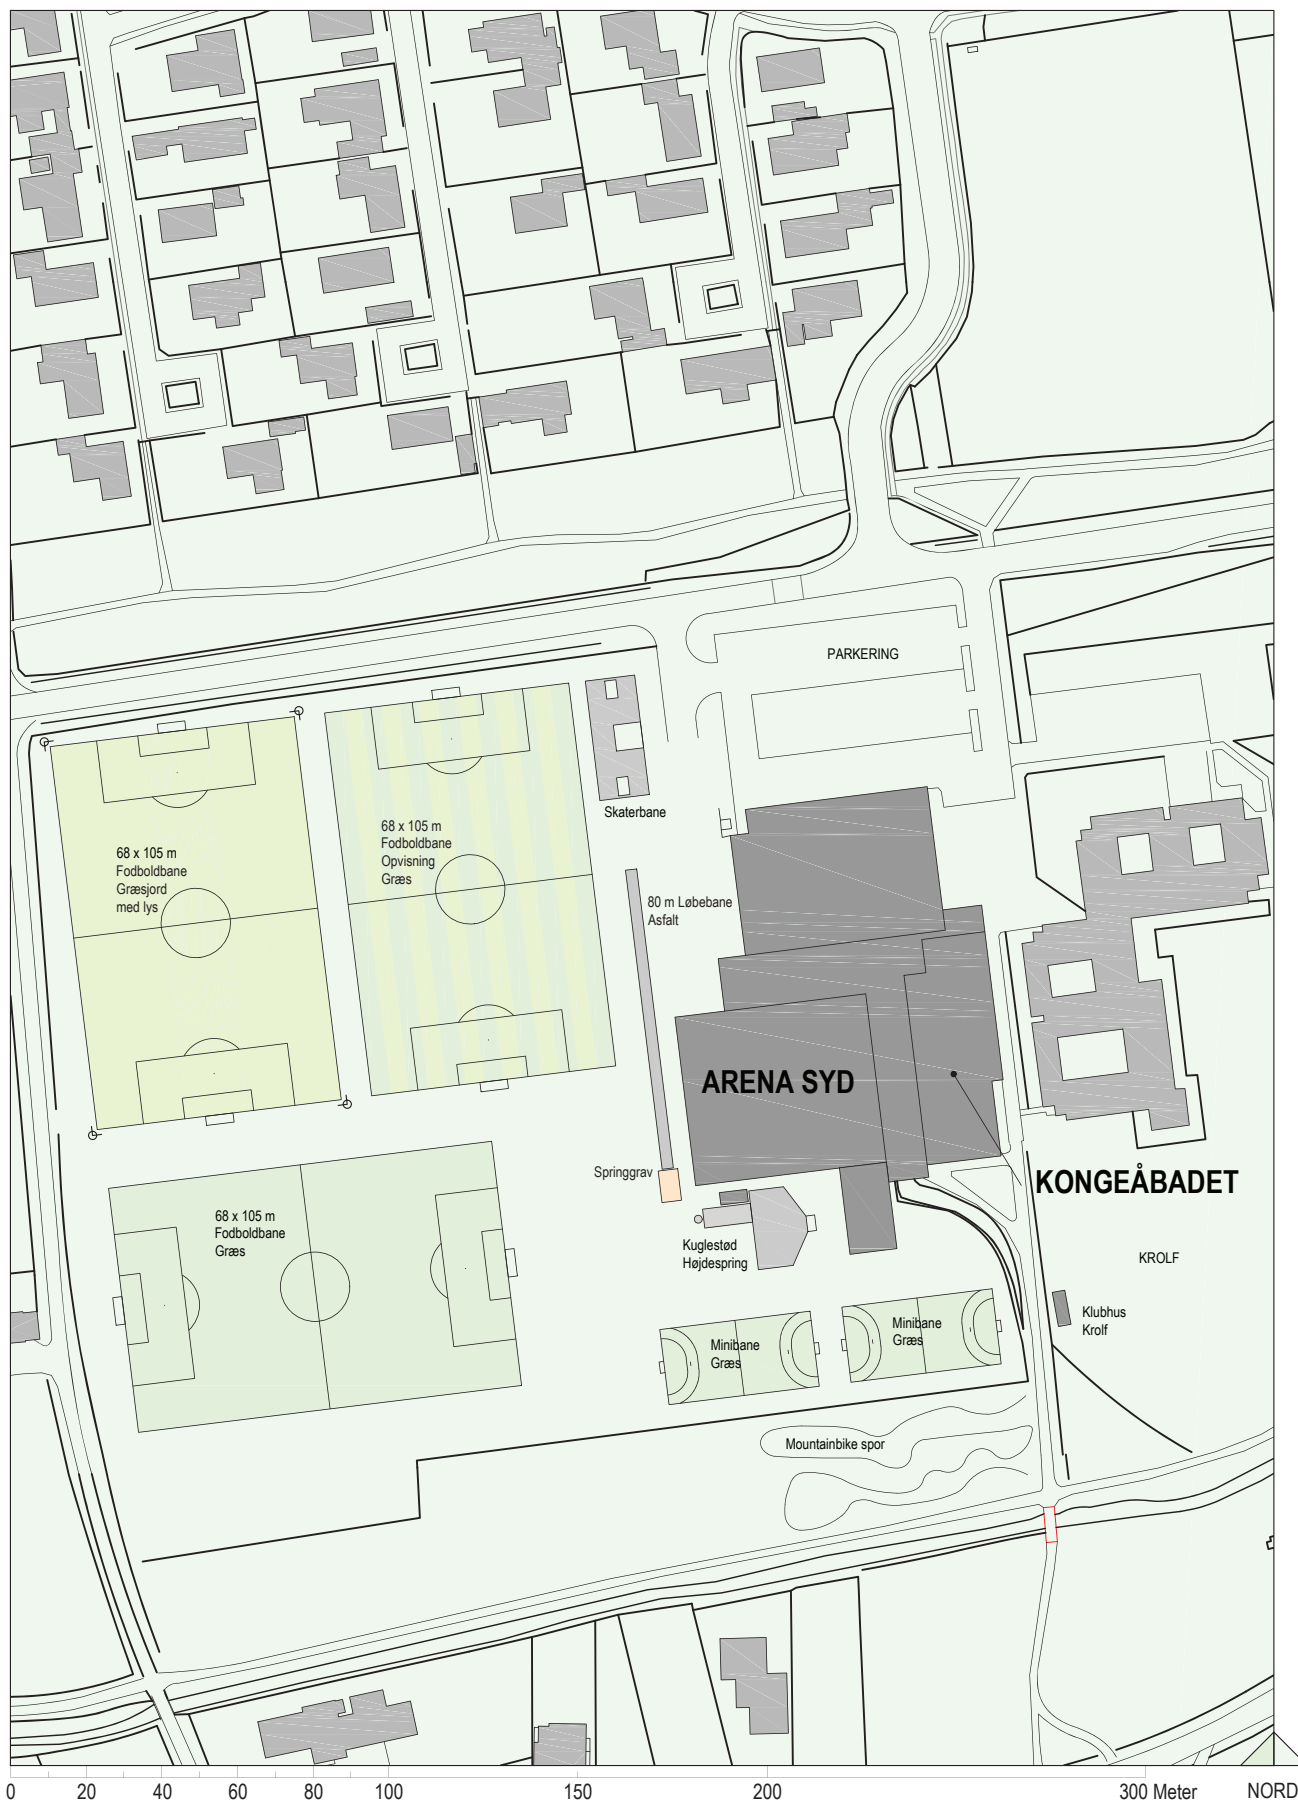 PARKERING
Skaterbane
68 x 105 m
Fodboldbane
Opvisning
Græs
68 x 105 m
Fodboldbane
Græsjord
med lys
80 m Løbebane
Asfalt
ARENA SYD
Springgrav
KONGEÅBADET
68 x 105 m
Fodboldbane
Græs
Kuglestød
Højdespring
KROLF
Klubhus
Krolf
Minibane
Græs
Minibane
Græs
Mountainbike spor
0 20 40 60 80 100 150 200 300 Meter NORD